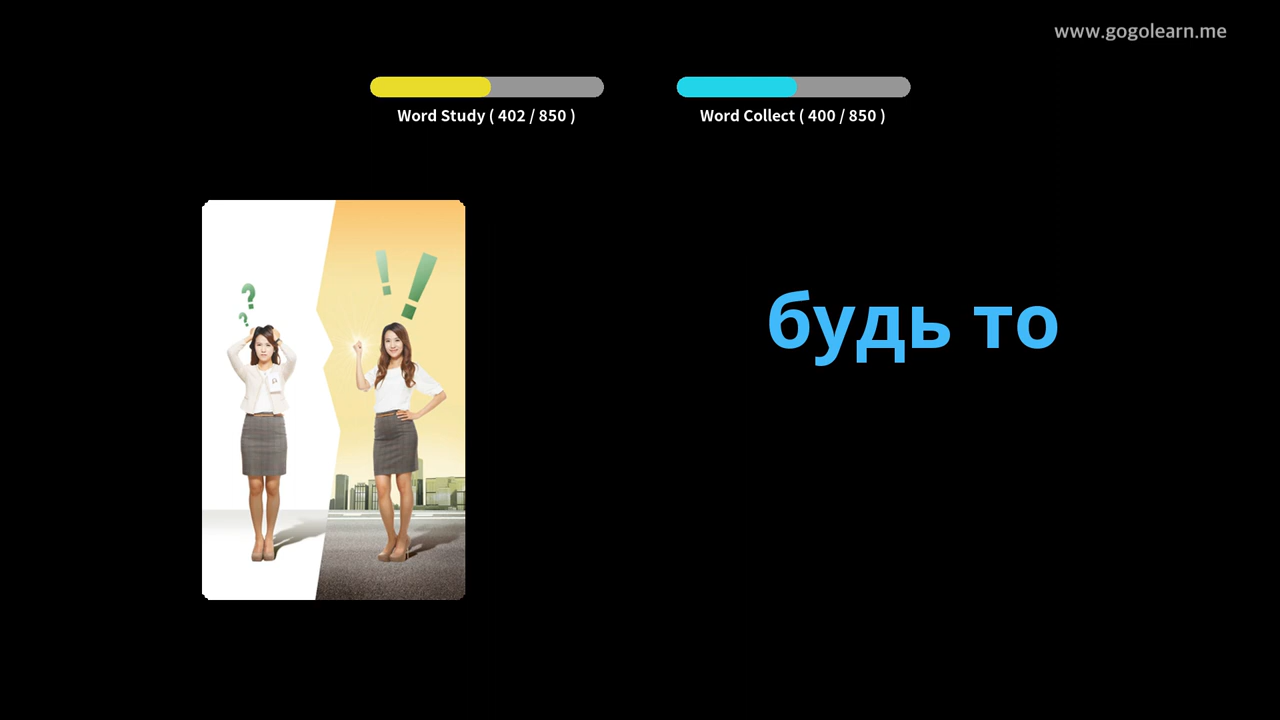 www.gogolearn.me
Word Study ( 402 / 850 )
Word Collect ( 400 / 850 )
? ?
! !
будь то